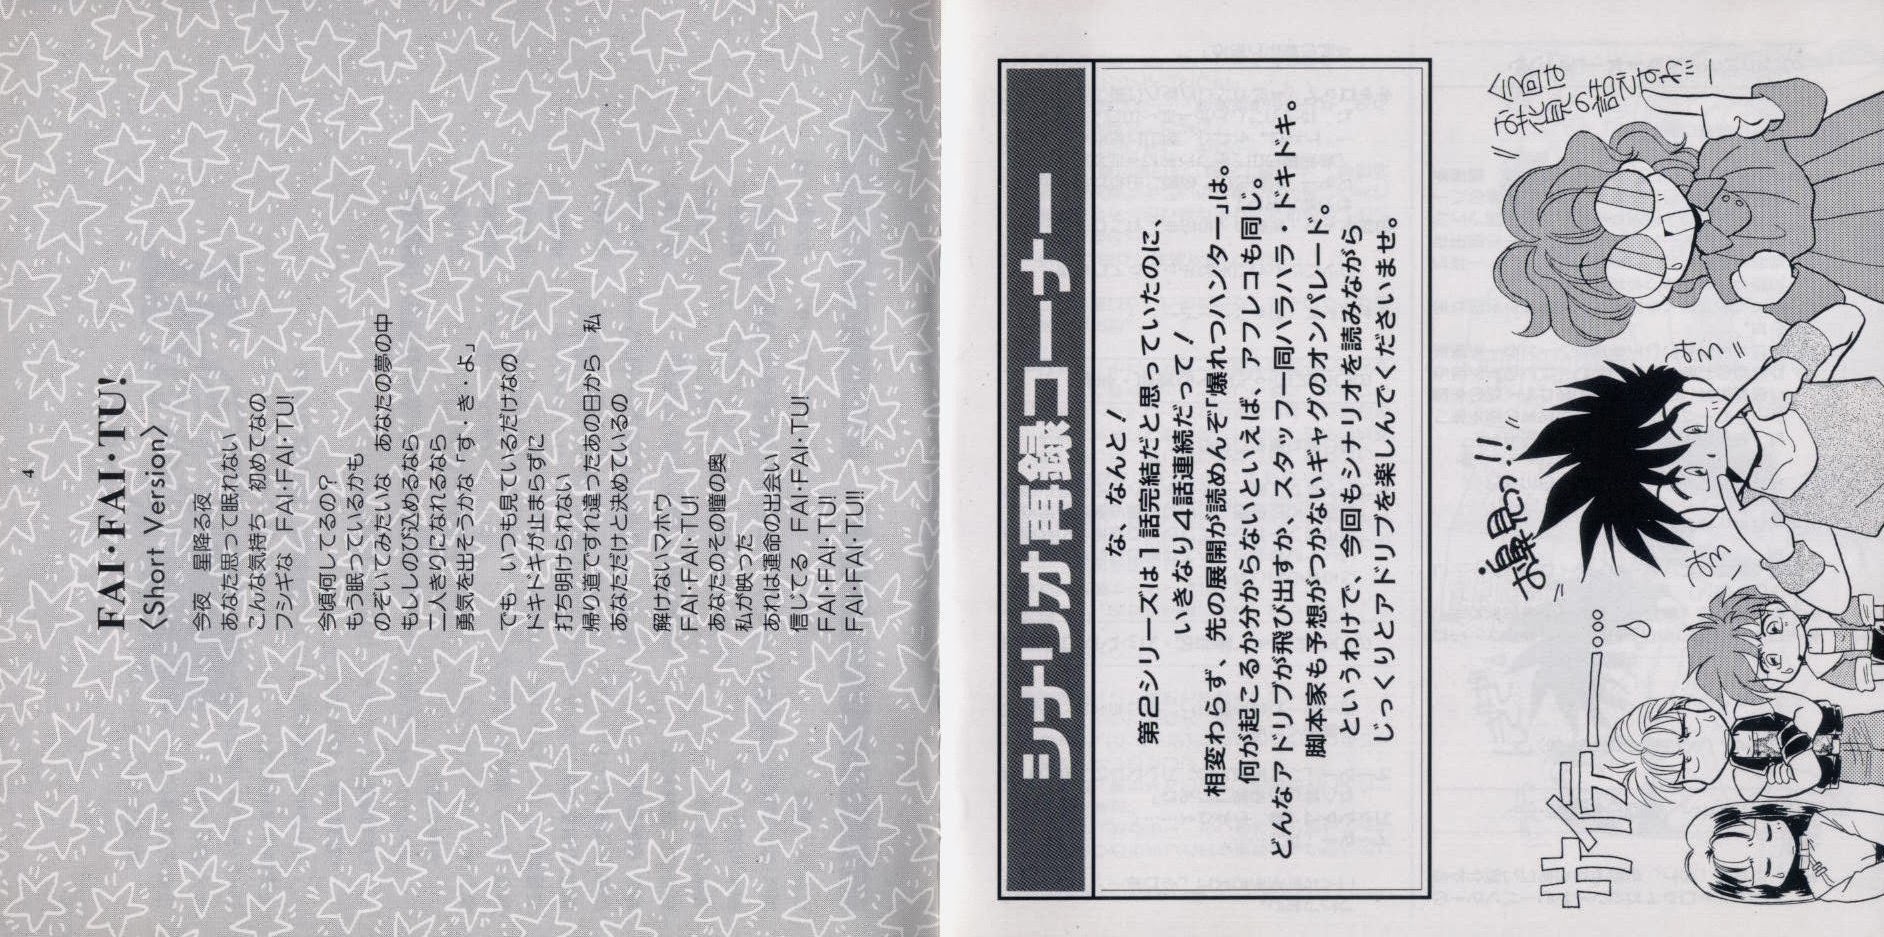 4
FAI・FAI・TU!
〈Short Version〉
今夜　星降る夜
あなた思って眠れない
こんな気持ち　初めてなの
フシギな　FAI・FAI・TU!
今頃何してるの?
もう眠っているかも
のぞいてみたいな　あなたの夢の中
もししのび込めるなら
二人きりになれるなら
勇気を出そうかな「す・き・よ」
でも　いつも見ているだけなの
ドキドキが止まらずに
打ち明けられない
帰り道ですれ違ったあの日から　私
あなただけと決めているの
解けないマホウ
FAI・FAI・TU!
あなたのその瞳の奥
私が映った
あれは運命の出会い
信じてる　FAI・FAI・TU!
FAI・FAI・TU!
FAI・FAI・TU!!
シナリオ再録コーナー
な、なんと!
第2シリーズは1話完結だと思っていたのに、
いきなり4話連続だって!
相変わらず、先の展開が読めんぞ「爆れつハンター」は。
何が起こるか分からないといえば、アフレコも同じ。
どんなアドリブが飛び出すか、スタッフ一同ハラハラ・ドキドキ。
脚本家も予想がつかないギャグのオンパレード。
というわけで、今回もシナリオを読みながら
じっくりとアドリブを楽しんでくださいませ。
今回は
お花見の話ですわー
お鼻見っ!!
みろ
みろ
サイテー…。。